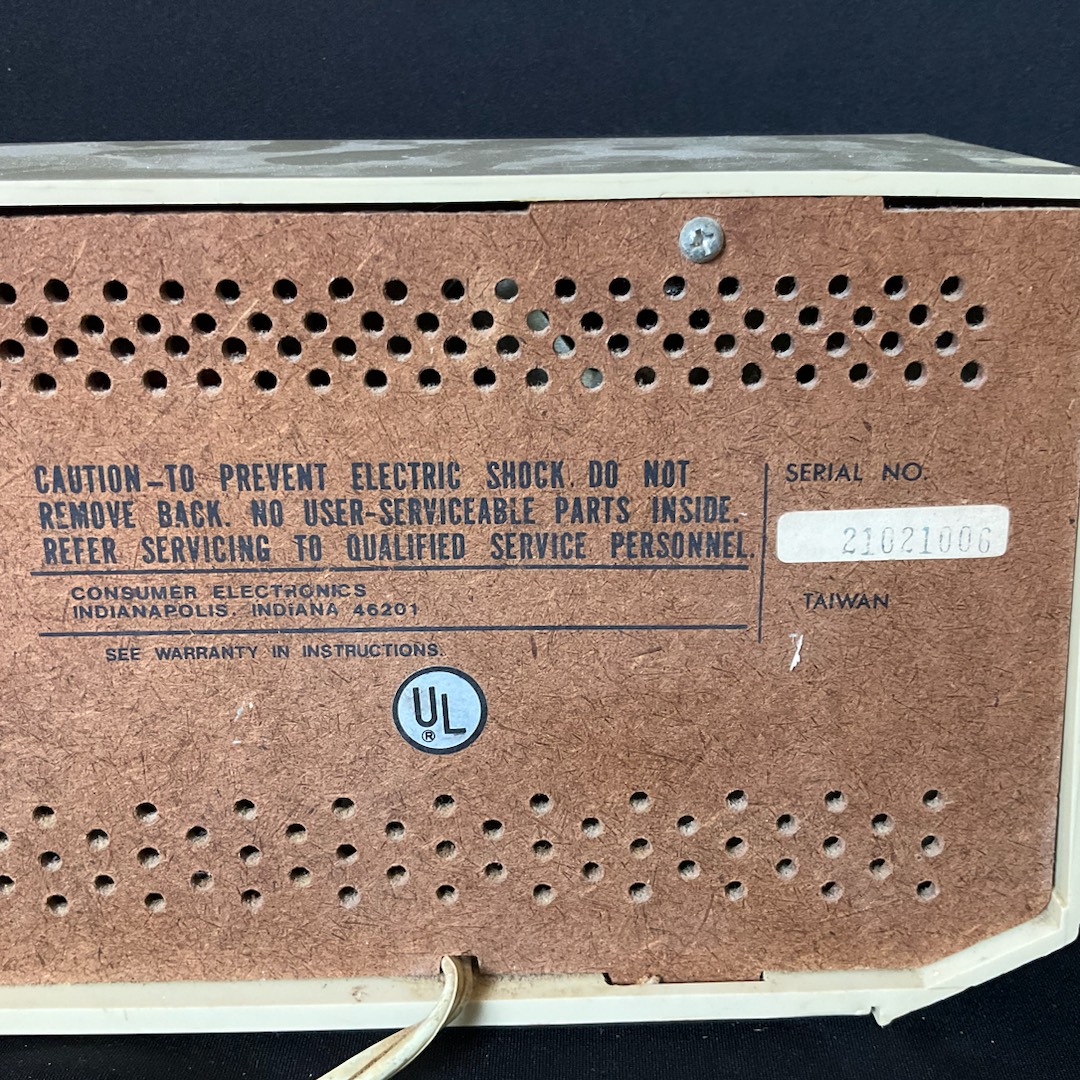 CAUTION-TO PREVENT ELECTRIC SHOCK. DO NOT
REMOVE BACK. NO USER-SERVICEABLE PARTS INSIDE.
REFER SERVICING TO QUALIFIED SERVICE PERSONNEL.
CONSUMER ELECTRONICS
INDIANAPOLIS, INDIANA 46201
SEE WARRANTY IN INSTRUCTIONS.
UL
®
SERIAL NO.
21021006
TAIWAN